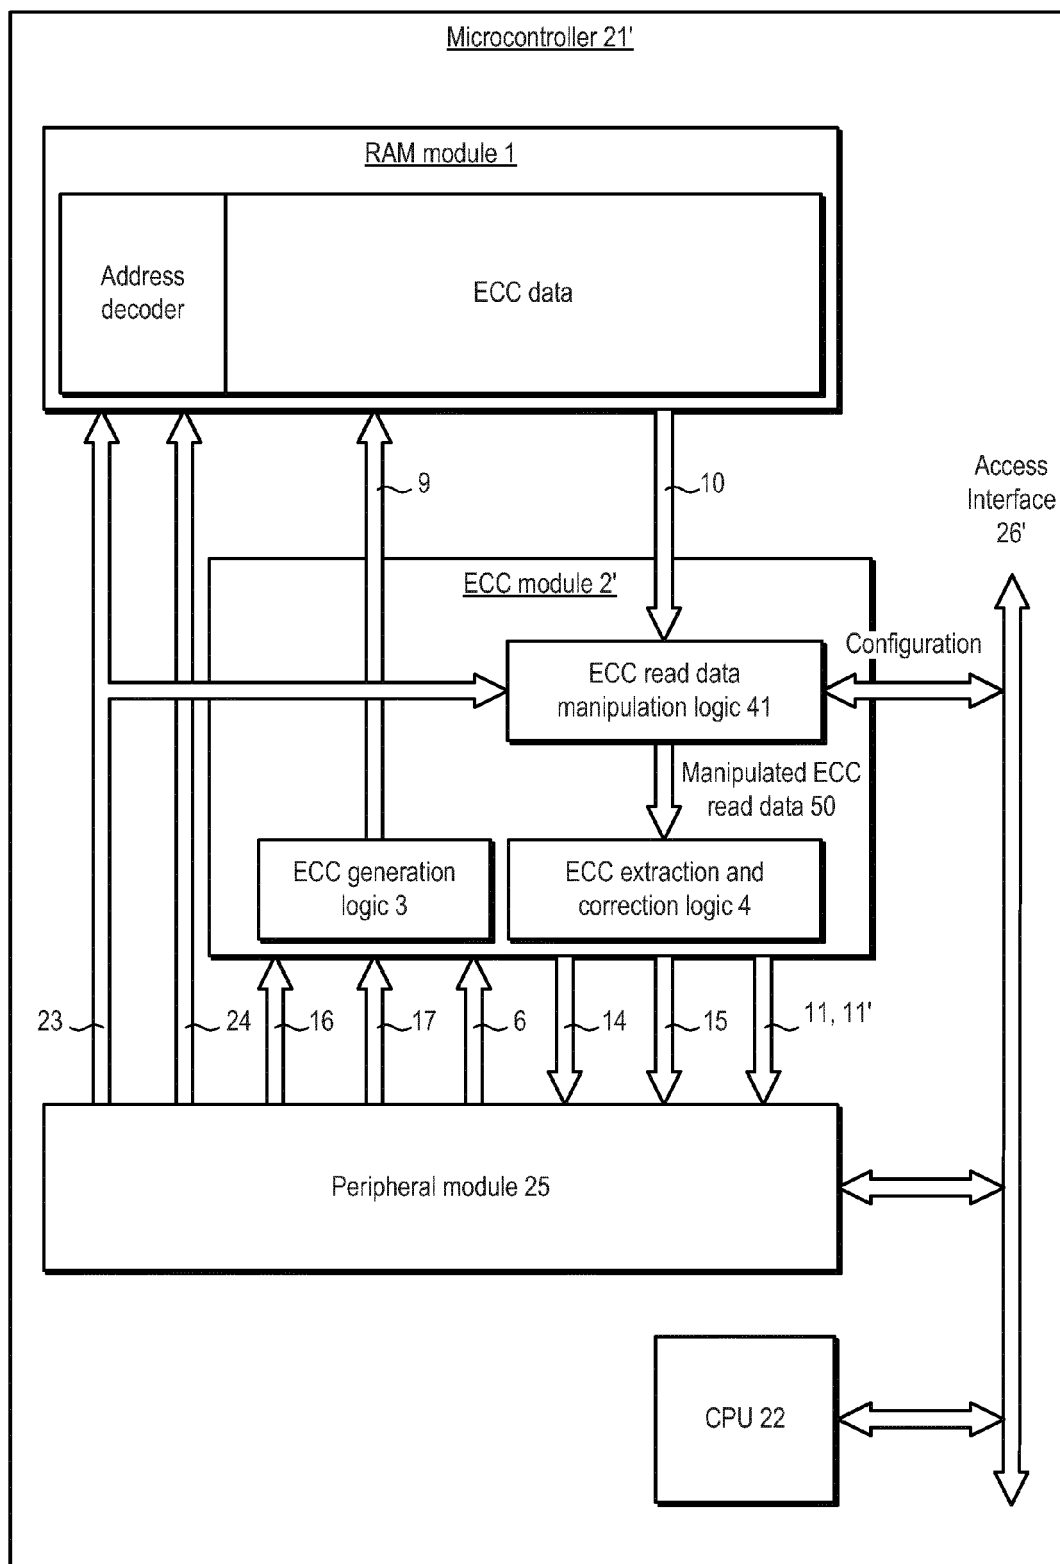 Microcontroller 21'
RAM module 1
Address
decoder
ECC data
9
10
Access
Interface
26'
ECC module 2'
Configuration
ECC read data
manipulation logic 41
Manipulated ECC
read data 50
ECC generation
logic 3
ECC extraction and
correction logic 4
23
24
16
17
6
14
15
11, 11'
Peripheral module 25
CPU 22